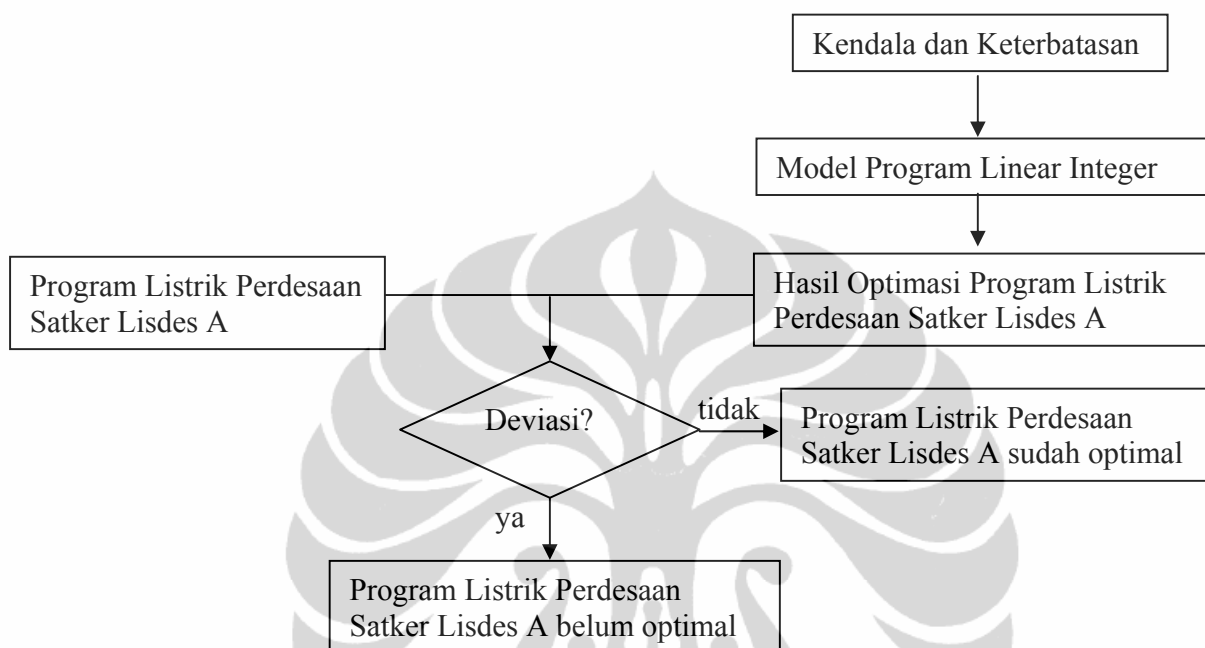 Kendala dan Keterbatasan
Model Program Linear Integer
Program Listrik Perdesaan
Satker Lisdes A
Hasil Optimasi Program Listrik
Perdesaan Satker Lisdes A
Deviasi?
tidak
Program Listrik Perdesaan
Satker Lisdes A sudah optimal
ya
Program Listrik Perdesaan
Satker Lisdes A belum optimal